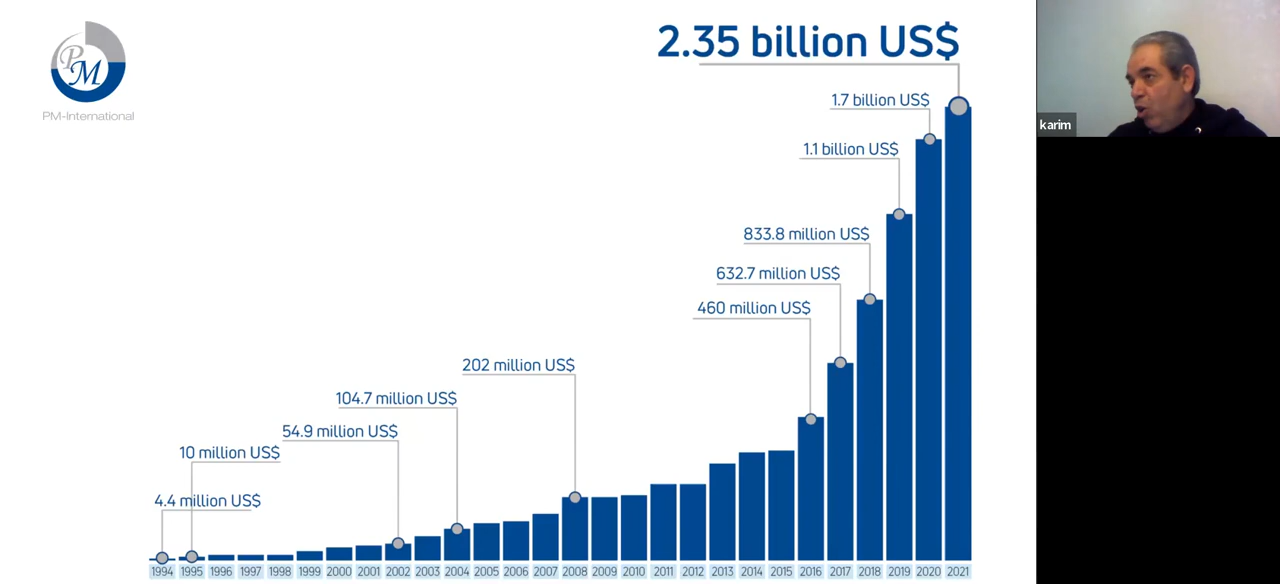 PM
PM-International
2.35 billion US$
1.7 billion US$
1.1 billion US$
833.8 million US$
632.7 million US$
460 million US$
202 million US$
104.7 million US$
54.9 million US$
10 million US$
4.4 million US$
1994 1995 1996 1997 1998 1999 2000 2001 2002 2003 2004 2005 2006 2007 2008 2009 2010 2011 2012 2013 2014 2015 2016 2017 2018 2019 2020 2021
karim